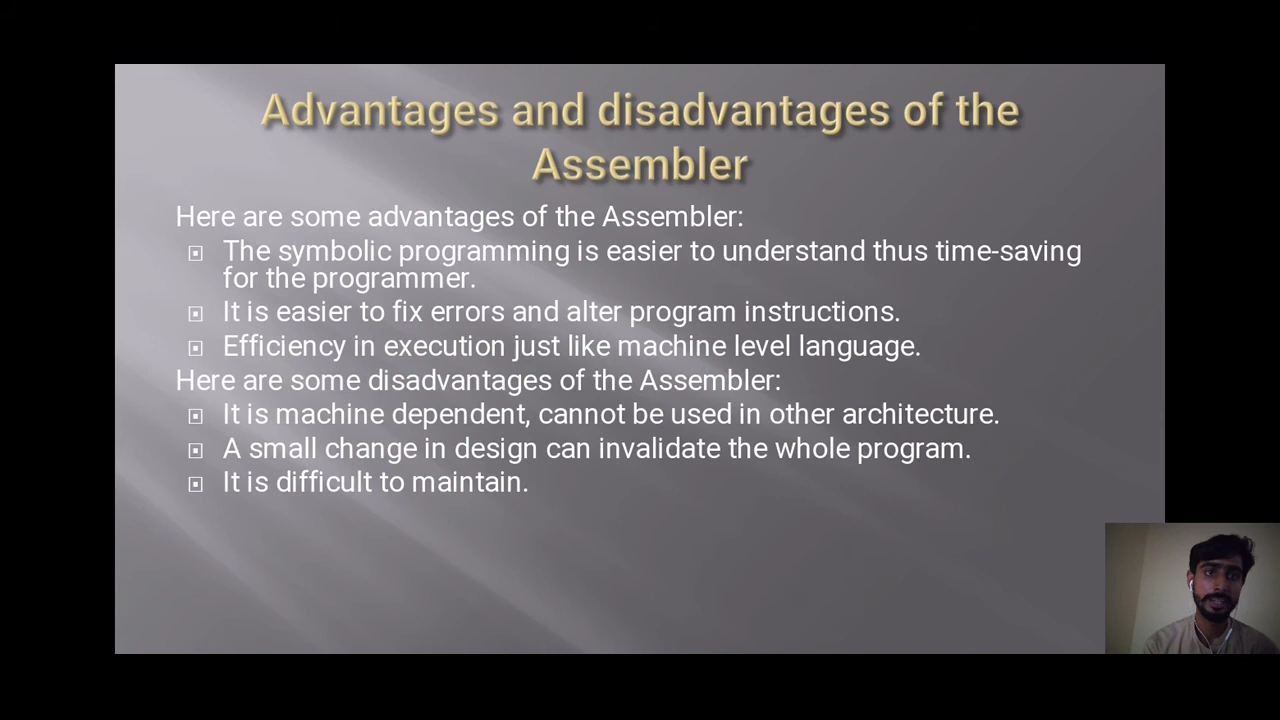 Advantages and disadvantages of the
Assembler
Here are some advantages of the Assembler:
The symbolic programming is easier to understand thus time-saving
for the programmer.
It is easier to fix errors and alter program instructions.
Efficiency in execution just like machine level language.
Here are some disadvantages of the Assembler:
It is machine dependent, cannot be used in other architecture.
A small change in design can invalidate the whole program.
It is difficult to maintain.